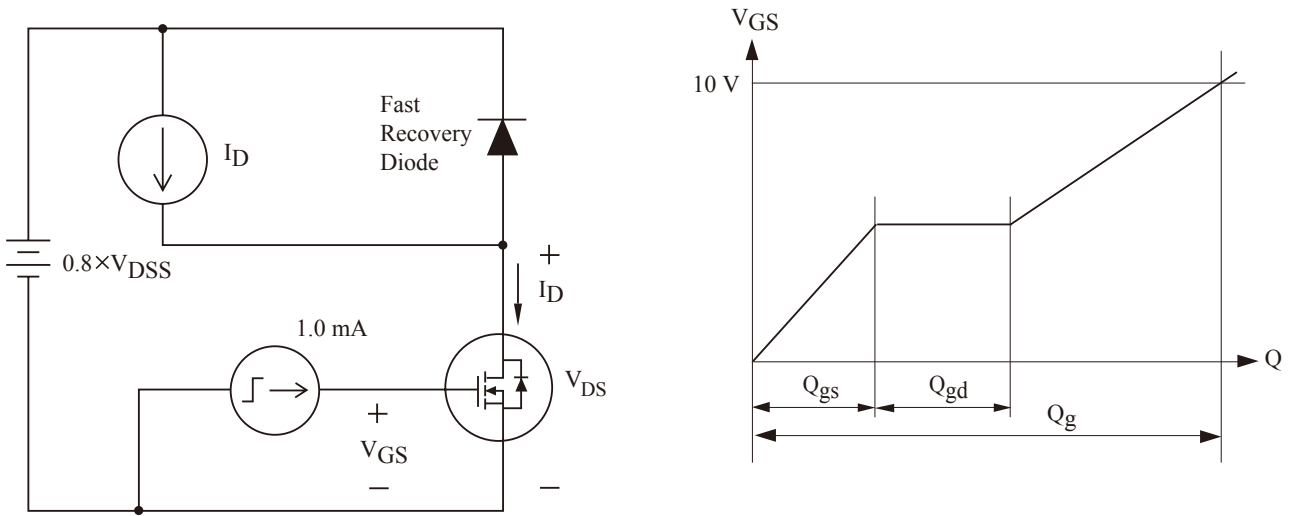 Fast
Recovery
Diode
I_D
0.8×V_DSS
+
I_D
1.0 mA
V_DS
+
V_GS
−
−
V_GS
10 V
Q
Q_gs
Q_gd
Q_g